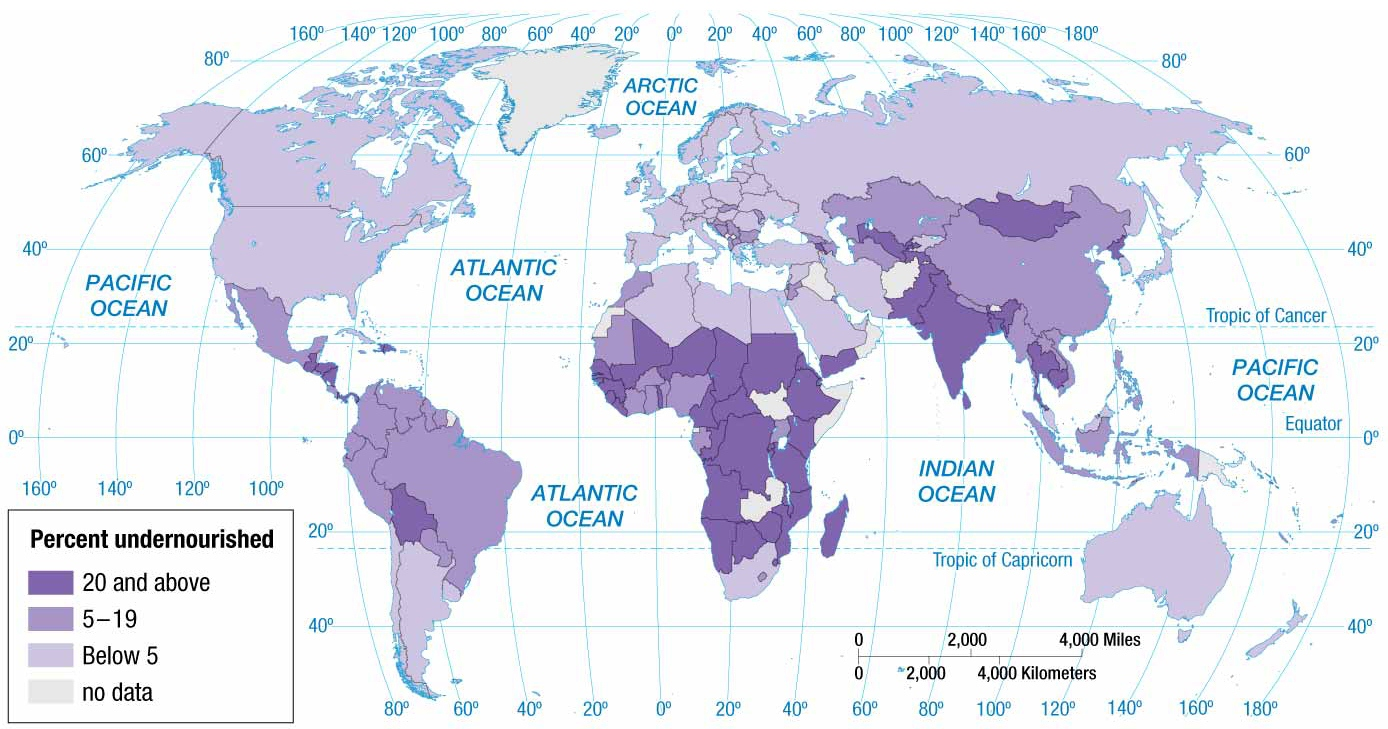 160º 140º 120º 100º 80º 60º 40º 20º 0º 20º 40º 60º 80º 100º 120º 140º 160º 180º
80º 80º
ARCTIC
OCEAN
60º 60º
40º 40º
PACIFIC
OCEAN
ATLANTIC
OCEAN
Tropic of Cancer
20º 20º
PACIFIC
OCEAN
Equator
0º 0º
INDIAN
OCEAN
160º 140º 120º 100º
ATLANTIC
OCEAN
20º 20º
Tropic of Capricorn
Percent undernourished
20 and above
5–19
Below 5
no data
40º 40º
0 2,000 4,000 Miles
0 2,000 4,000 Kilometers
80º 60º 40º 20º 0º 20º 40º 60º 80º 100º 120º 140º 160º 180º